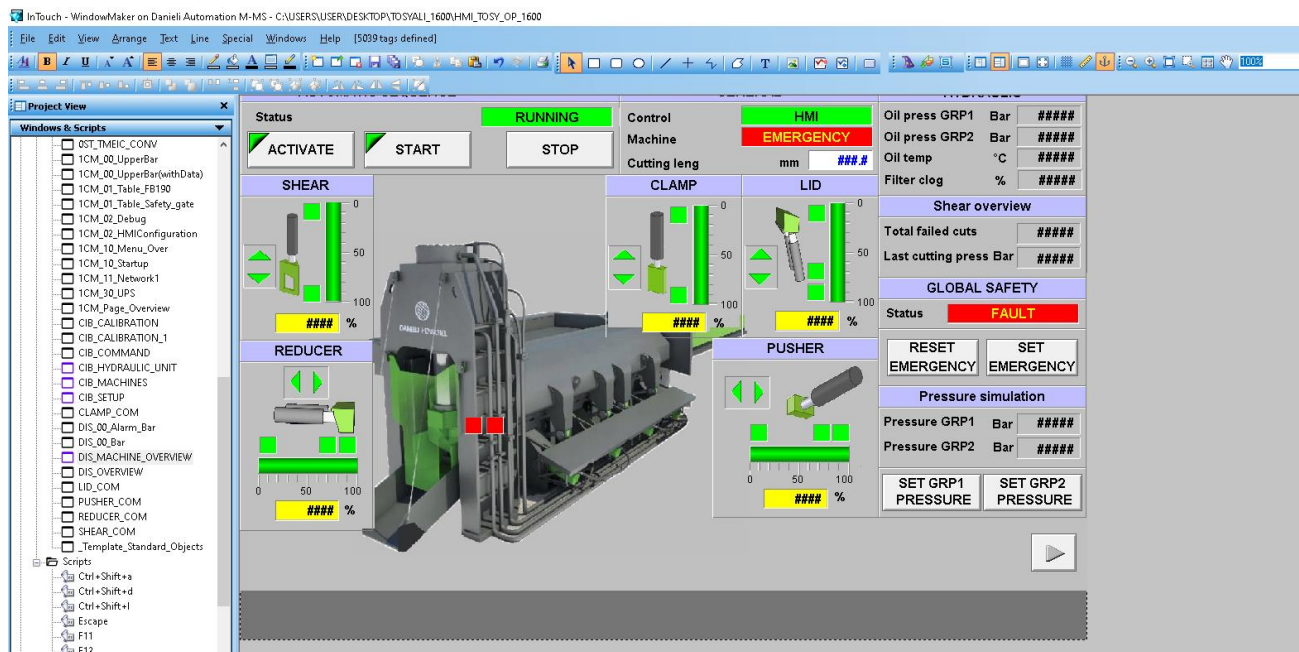 InTouch - WindowMaker on Danieli Automation M-MS - C:\USERS\USER\DESKTOP\TOSYALI_1600\HMI_TOSY_OP_1600
File Edit View Arrange Text Line Special Windows Help [5039 tags defined]
100%
Project View
Windows & Scripts
0ST_TMEIC_CONV
1CM_00_UpperBar
1CM_00_UpperBar(withData)
1CM_01_Table_FB190
1CM_01_Table_Safety_gate
1CM_02_Debug
1CM_02_HMIConfiguration
1CM_10_Menu_Over
1CM_10_Startup
1CM_11_Network1
1CM_30_UPS
1CM_Page_Overview
CIB_CALIBRATION
CIB_CALIBRATION_1
CIB_COMMAND
CIB_HYDRAULIC_UNIT
CIB_MACHINES
CIB_SETUP
CLAMP_COM
DIS_00_Alarm_Bar
DIS_00_Bar
DIS_MACHINE_OVERVIEW
DIS_OVERVIEW
LID_COM
PUSHER_COM
REDUCER_COM
SHEAR_COM
_Template_Standard_Objects
Scripts
Ctrl+Shift+a
Ctrl+Shift+d
Ctrl+Shift+l
Escape
F11
F12
Status RUNNING
ACTIVATE START STOP
Control HMI
Machine EMERGENCY
Cutting leng mm ###.#
Oil press GRP1 Bar #####
Oil press GRP2 Bar #####
Oil temp °C #####
Filter clog % #####
SHEAR
0
50
100
#### %
CLAMP
0
50
100
#### %
LID
0
50
100
#### %
Shear overview
Total failed cuts #####
Last cutting press Bar #####
GLOBAL SAFETY
Status FAULT
RESET EMERGENCY
SET EMERGENCY
REDUCER
0 50 100
#### %
PUSHER
0 50 100
#### %
Pressure simulation
Pressure GRP1 Bar #####
Pressure GRP2 Bar #####
SET GRP1 PRESSURE
SET GRP2 PRESSURE